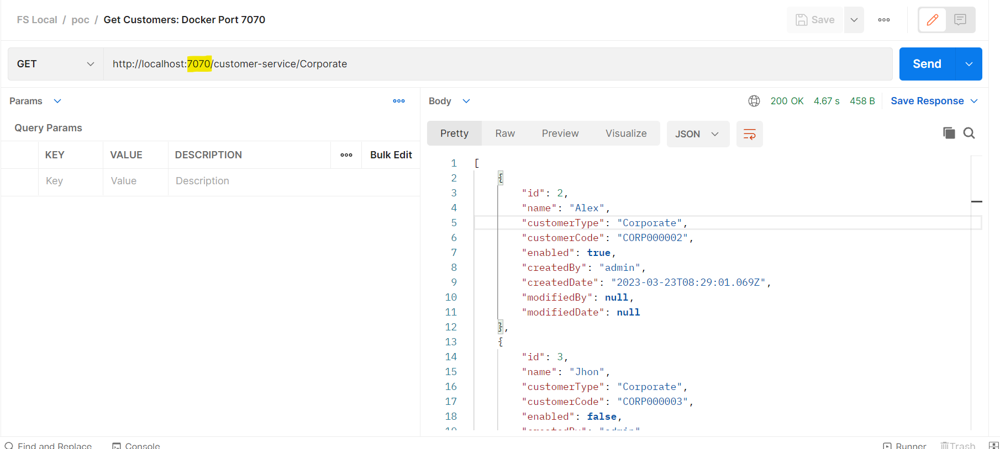 FS Local / poc / Get Customers: Docker Port 7070
Save
GET
http://localhost:7070/customer-service/Corporate
Send
Params
Query Params
KEY VALUE DESCRIPTION Bulk Edit
Key Value Description
Body
200 OK 4.67 s 458 B Save Response
Pretty Raw Preview Visualize JSON
1 [
2 {
3 "id": 2,
4 "name": "Alex",
5 "customerType": "Corporate",
6 "customerCode": "CORP000002",
7 "enabled": true,
8 "createdBy": "admin",
9 "createdDate": "2023-03-23T08:29:01.069Z",
10 "modifiedBy": null,
11 "modifiedDate": null
12 },
13 {
14 "id": 3,
15 "name": "Jhon",
16 "customerType": "Corporate",
17 "customerCode": "CORP000003",
18 "enabled": false,
19 "createdBy": "admin"
Find and Replace Console Runner Trash